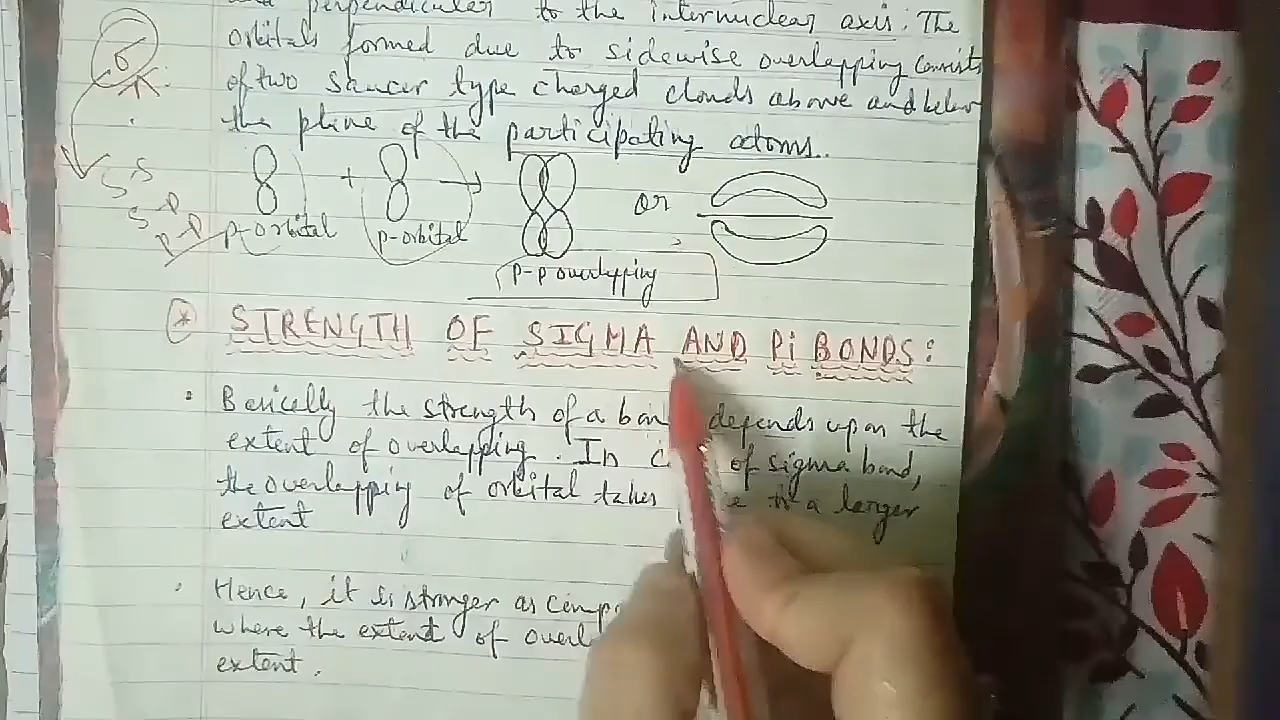 perpendicular to the internuclear axis. The
orbitals formed due to sidewise overlapping consists
of two saucer type charged clouds above and below
the plane of the participating atoms.
6
S-S
S-P
P-P
+
or
p-orbital
p-orbital
P-P overlapping
* STRENGTH OF SIGMA AND Pi BONDS:
Basically the strength of a bon depends upon the
extent of overlapping. In of sigma bond,
the overlapping of orbital takes to a larger
extent
Hence, it is stronger as comp
where the extent of overl
extent.